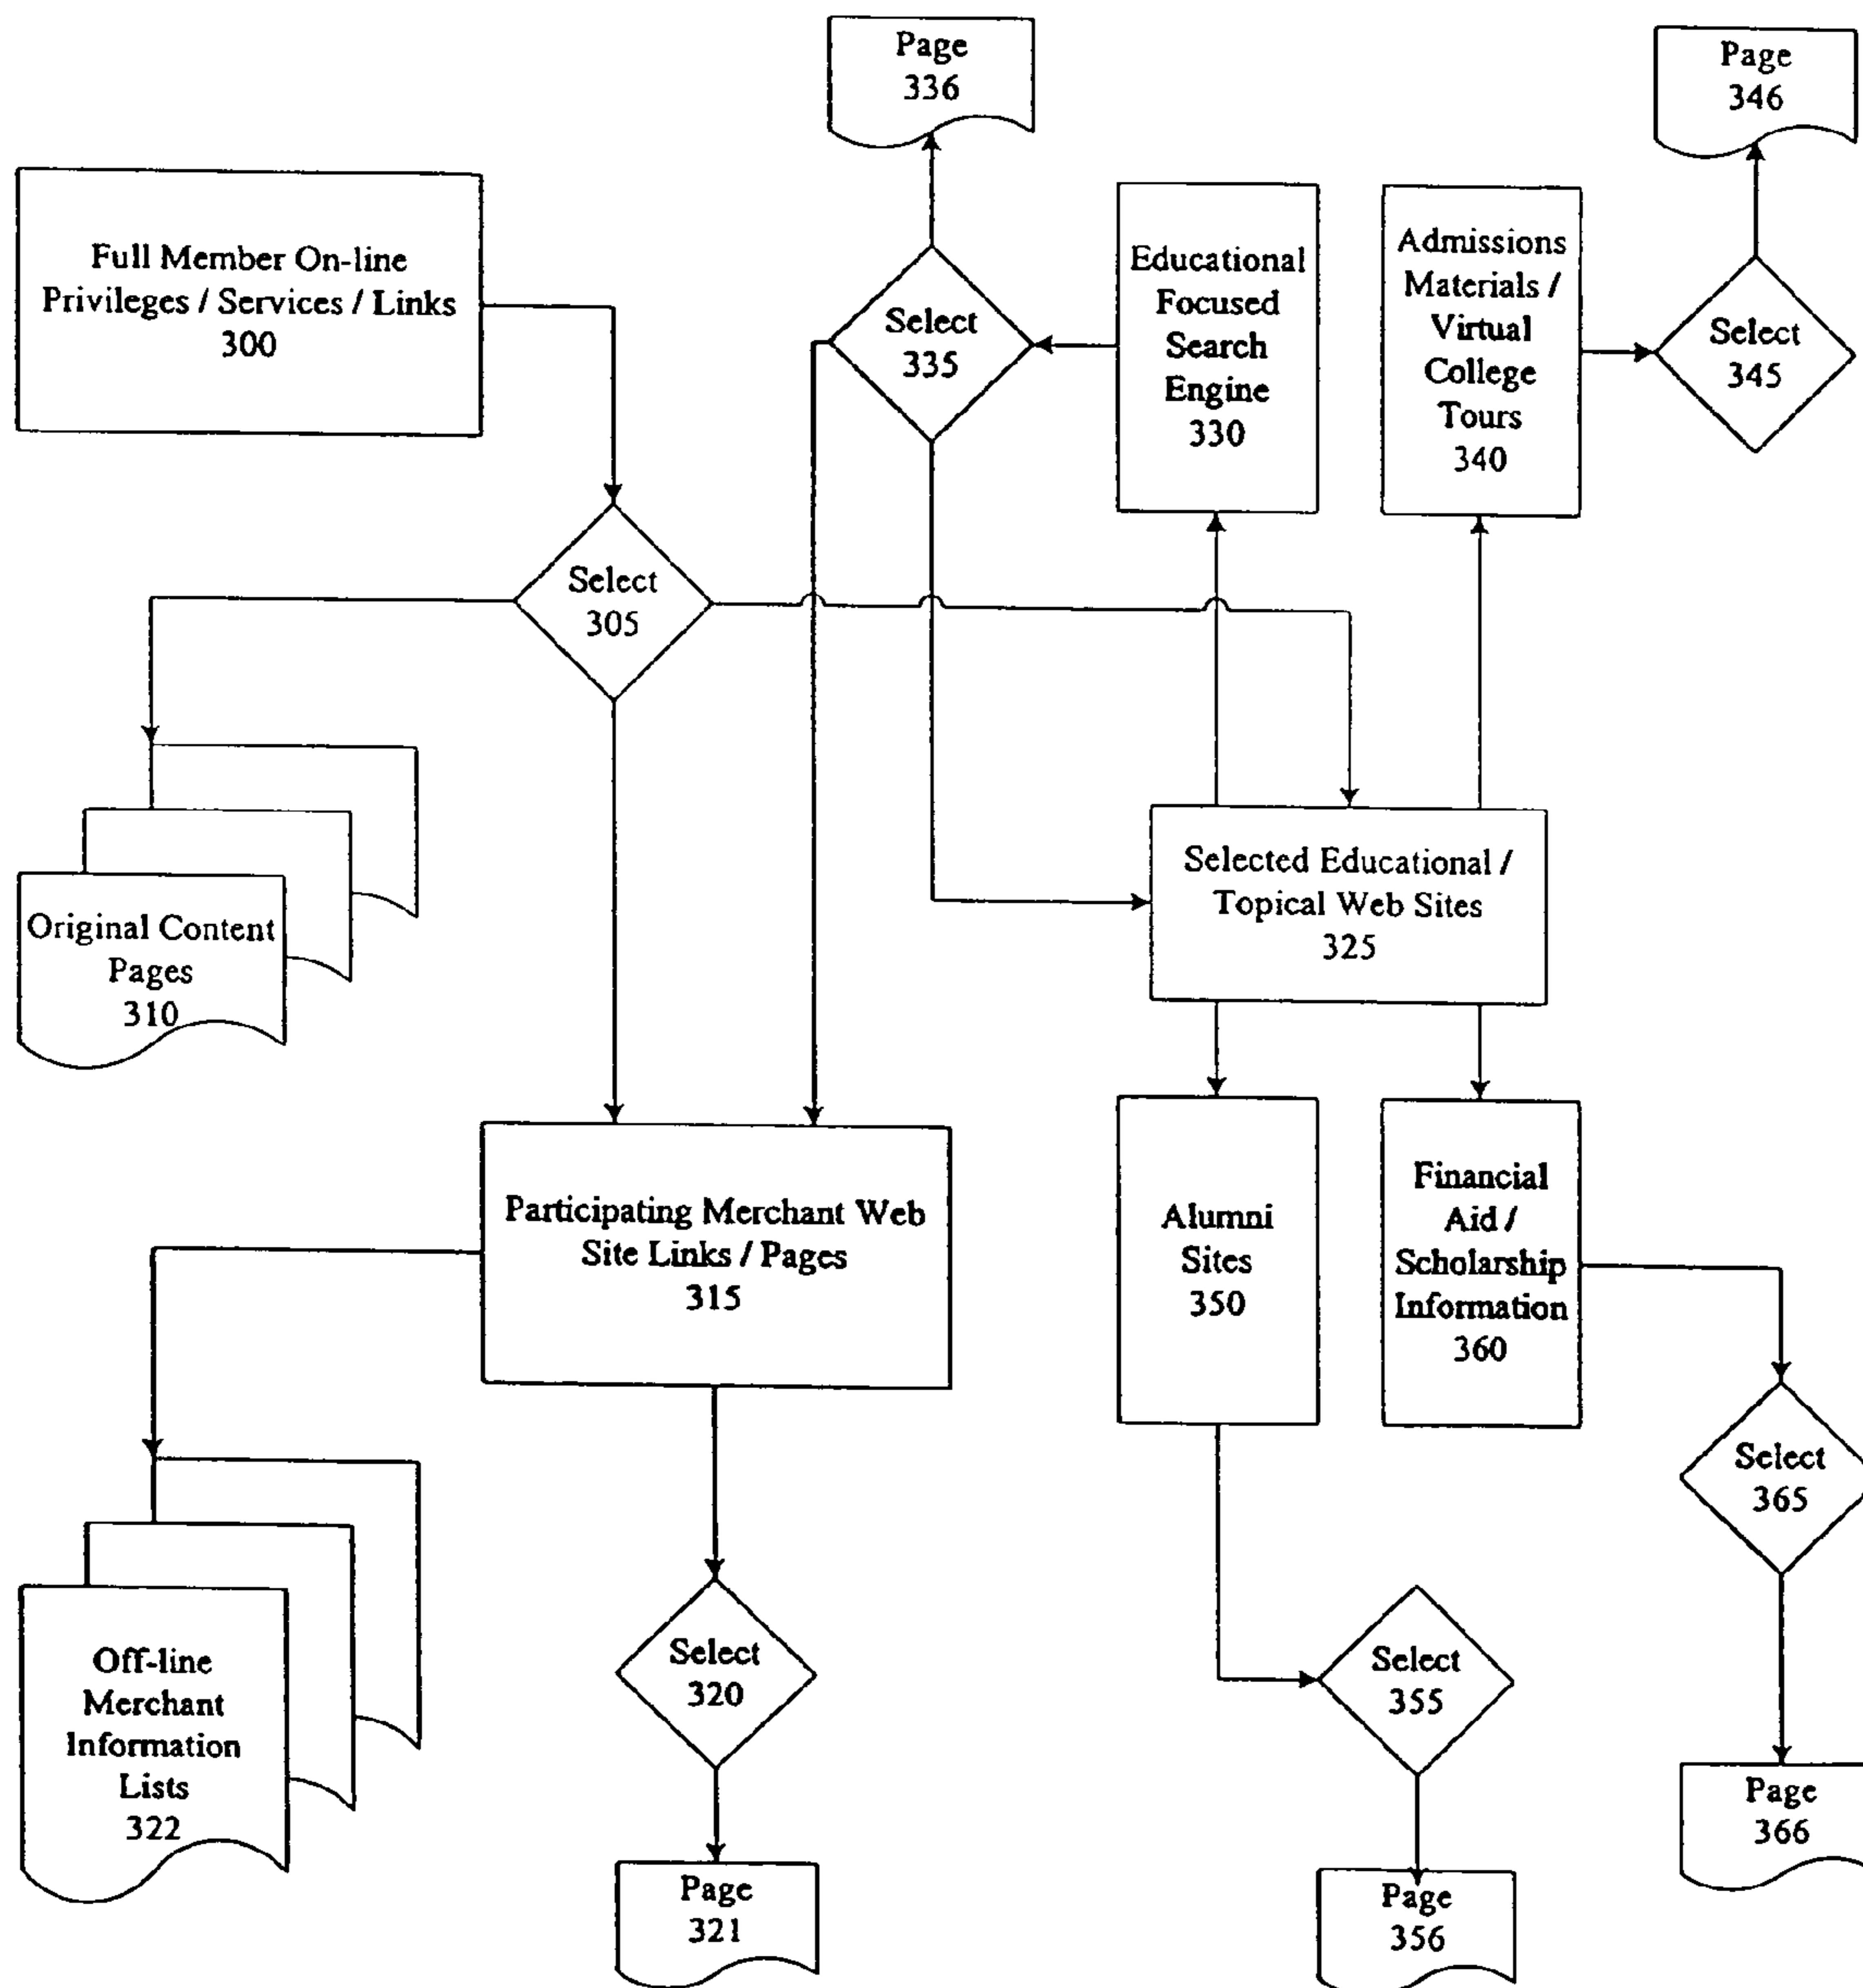 Page
336
Page
346
Full Member On-line
Privileges / Services / Links
300
Select
335
Educational
Focused
Search
Engine
330
Admissions
Materials /
Virtual
College
Tours
340
Select
345
Select
305
Original Content
Pages
310
Selected Educational /
Topical Web Sites
325
Participating Merchant Web
Site Links / Pages
315
Alumni
Sites
350
Financial
Aid /
Scholarship
Information
360
Select
365
Off-line
Merchant
Information
Lists
322
Select
320
Select
355
Page
366
Page
321
Page
356